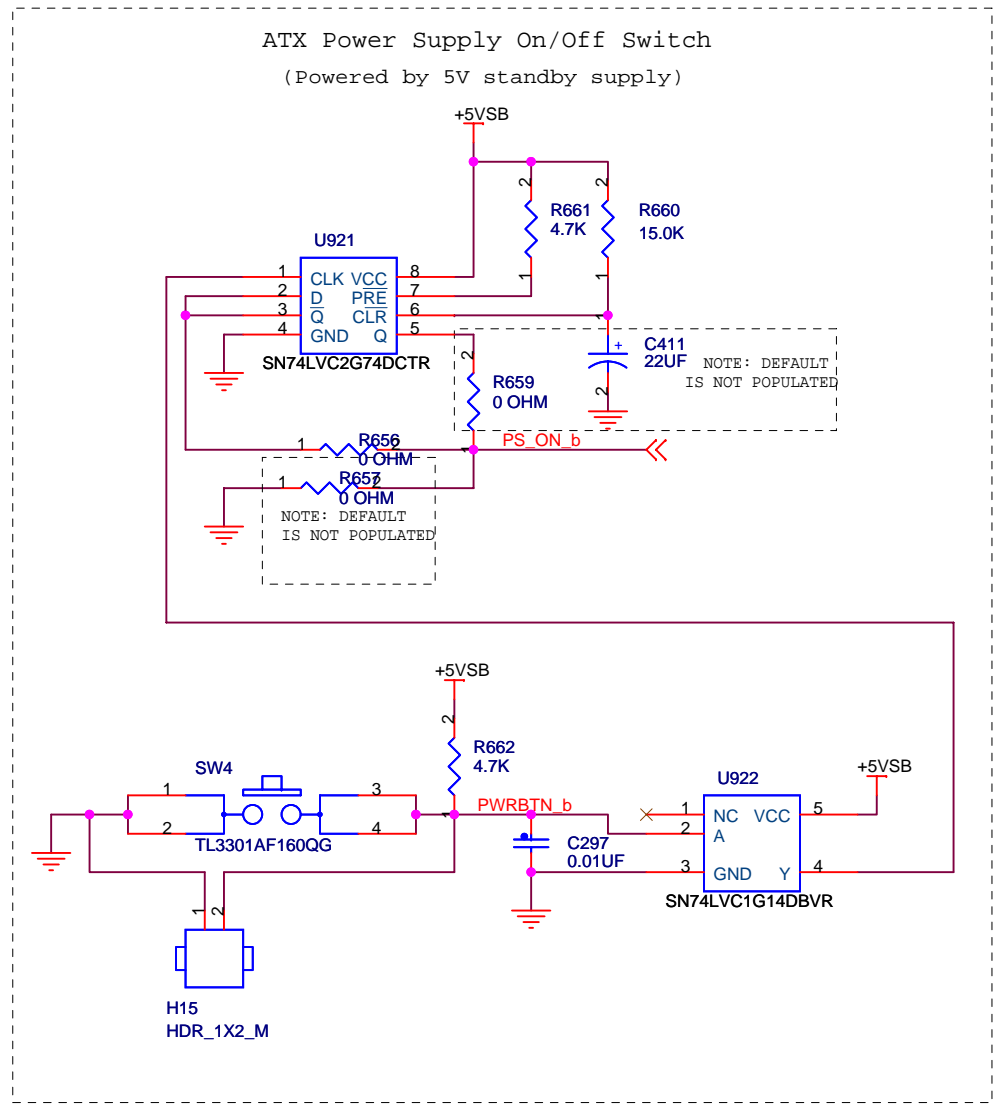 ATX Power Supply On/Off Switch
(Powered by 5V standby supply)
+5VSB
2
2
R661
4.7K
R660
15.0K
1
1
U921
1 CLK VCC 8
2 D PRE 7
3 Q CLR 6
4 GND Q 5
SN74LVC2G74DCTR
1
+
C411
22UF
2
NOTE: DEFAULT
IS NOT POPULATED
2
R659
0 OHM
1
PS_ON_b
1
R656
2
0 OHM
1
R657
2
0 OHM
NOTE: DEFAULT
IS NOT POPULATED
+5VSB
2
R662
4.7K
1
SW4
1
2
3
4
TL3301AF160QG
PWRBTN_b
C297
0.01UF
U922
+5VSB
1 NC VCC 5
2 A
3 GND Y 4
SN74LVC1G14DBVR
1
2
H15
HDR_1X2_M